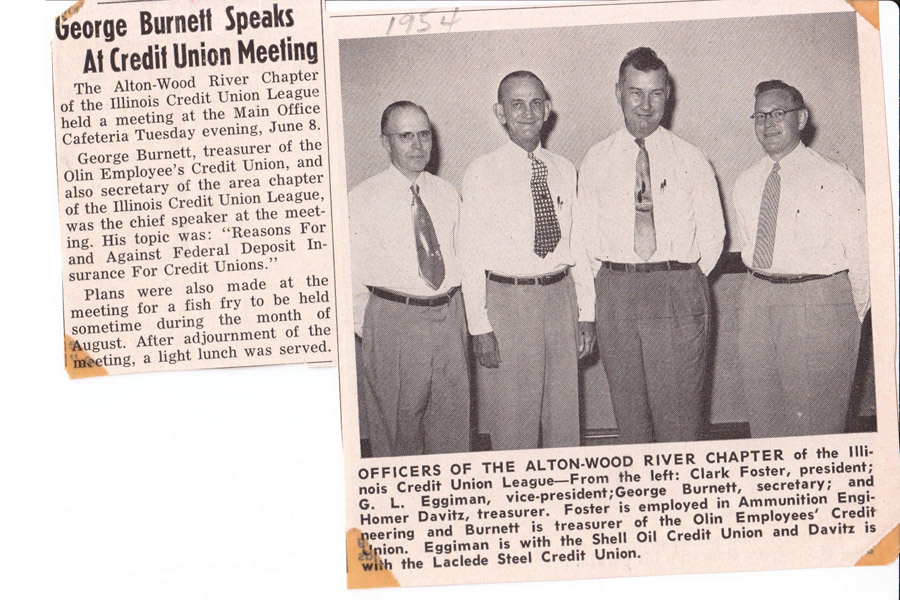 George Burnett Speaks
At Credit Union Meeting
The Alton-Wood River Chapter
of the Illinois Credit Union League
held a meeting at the Main Office
Cafeteria Tuesday evening, June 8.
George Burnett, treasurer of the
Olin Employee's Credit Union, and
also secretary of the area chapter
of the Illinois Credit Union League,
was the chief speaker at the meet-
ing. His topic was: "Reasons For
and Against Federal Deposit In-
surance For Credit Unions."
Plans were also made at the
meeting for a fish fry to be held
sometime during the month of
August. After adjournment of the
meeting, a light lunch was served.
1954
OFFICERS OF THE ALTON-WOOD RIVER CHAPTER of the Illi-
nois Credit Union League—From the left: Clark Foster, president;
G. L. Eggiman, vice-president;George Burnett, secretary; and
Homer Davitz, treasurer. Foster is employed in Ammunition Engi-
neering and Burnett is treasurer of the Olin Employees' Credit
Union. Eggiman is with the Shell Oil Credit Union and Davitz is
with the Laclede Steel Credit Union.